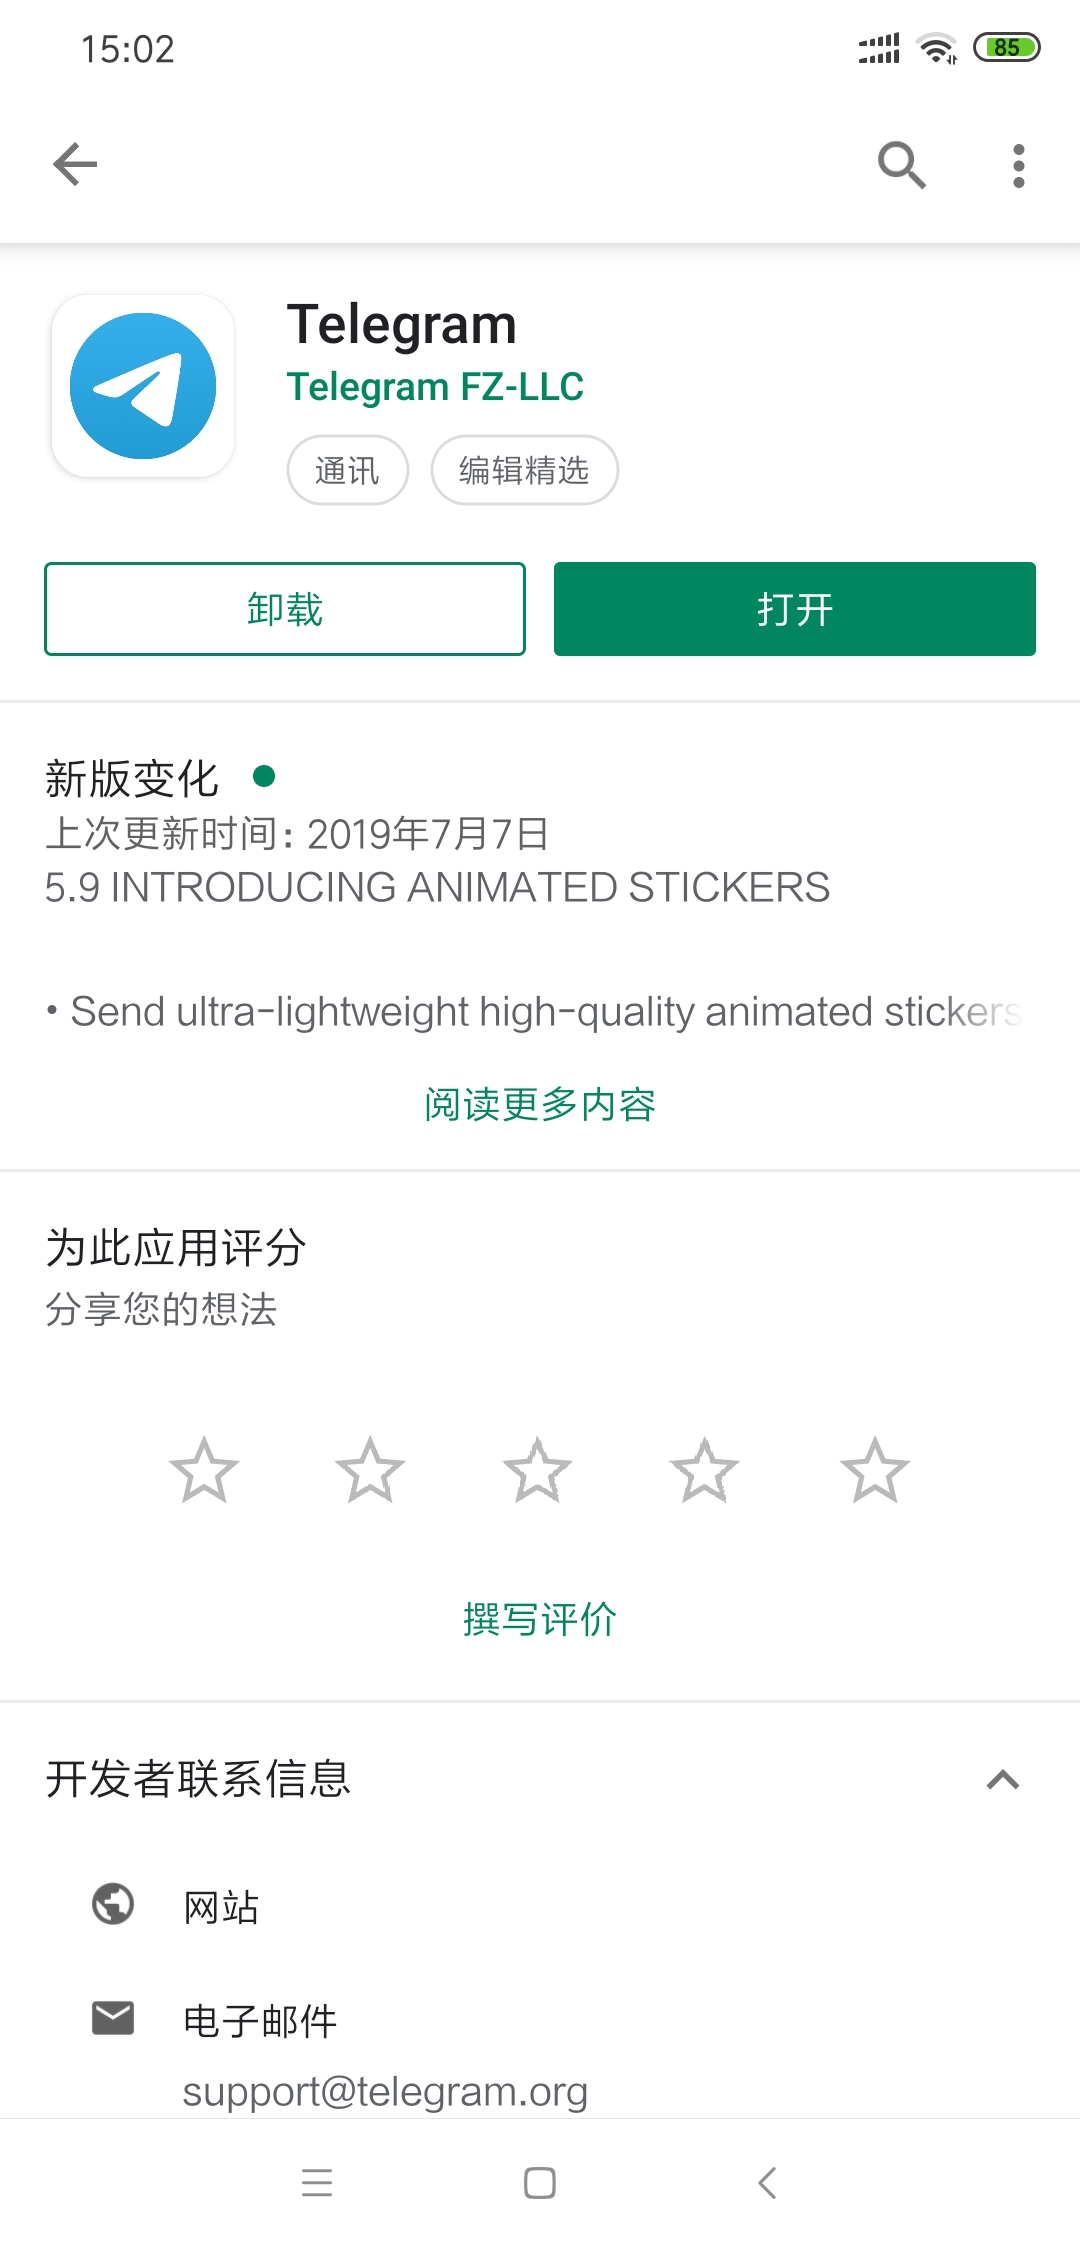 15:02
85
Telegram
Telegram FZ-LLC
通讯
编辑精选
卸载
打开
新版变化
上次更新时间: 2019年7月7日
5.9 INTRODUCING ANIMATED STICKERS
• Send ultra-lightweight high-quality animated stickers
阅读更多内容
为此应用评分
分享您的想法
撰写评价
开发者联系信息
网站
电子邮件
support@telegram.org